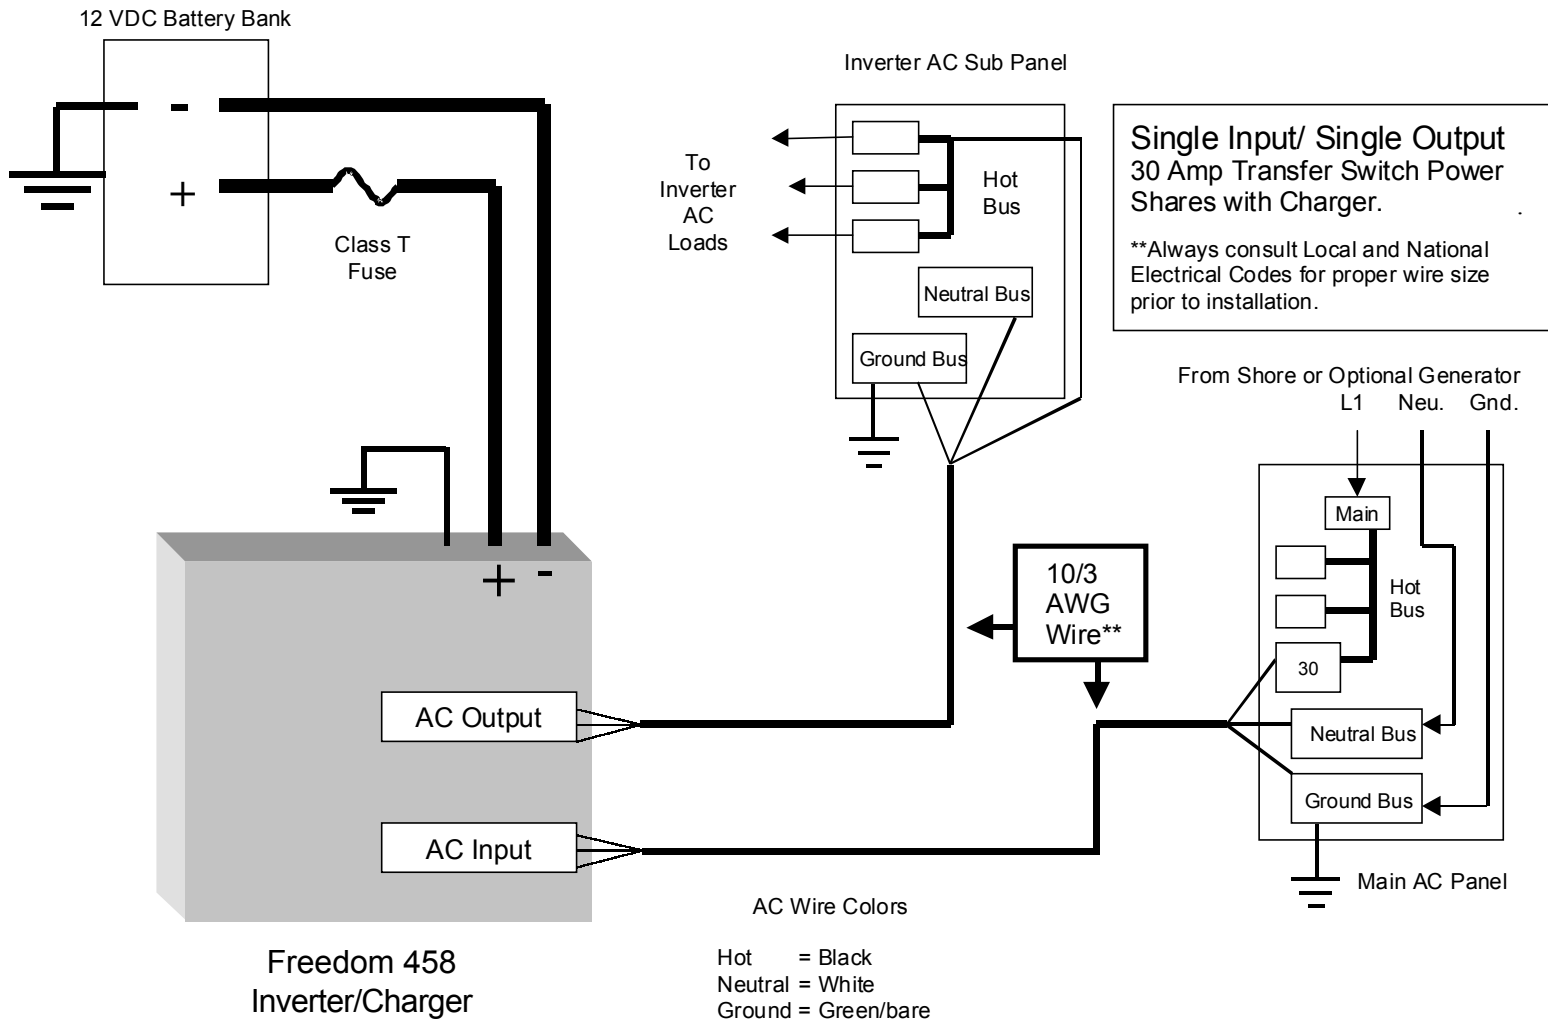 12 VDC Battery Bank
-
+
Class T
Fuse
+ -
AC Output
AC Input
Freedom 458
Inverter/Charger
Inverter AC Sub Panel
To
Inverter
AC
Loads
Hot
Bus
Neutral Bus
Ground Bus
Single Input/ Single Output
30 Amp Transfer Switch Power
Shares with Charger.
.
**Always consult Local and National
Electrical Codes for proper wire size
prior to installation.
From Shore or Optional Generator
L1 Neu. Gnd.
Main
Hot
Bus
30
Neutral Bus
Ground Bus
Main AC Panel
10/3
AWG
Wire**
AC Wire Colors
Hot = Black
Neutral = White
Ground = Green/bare